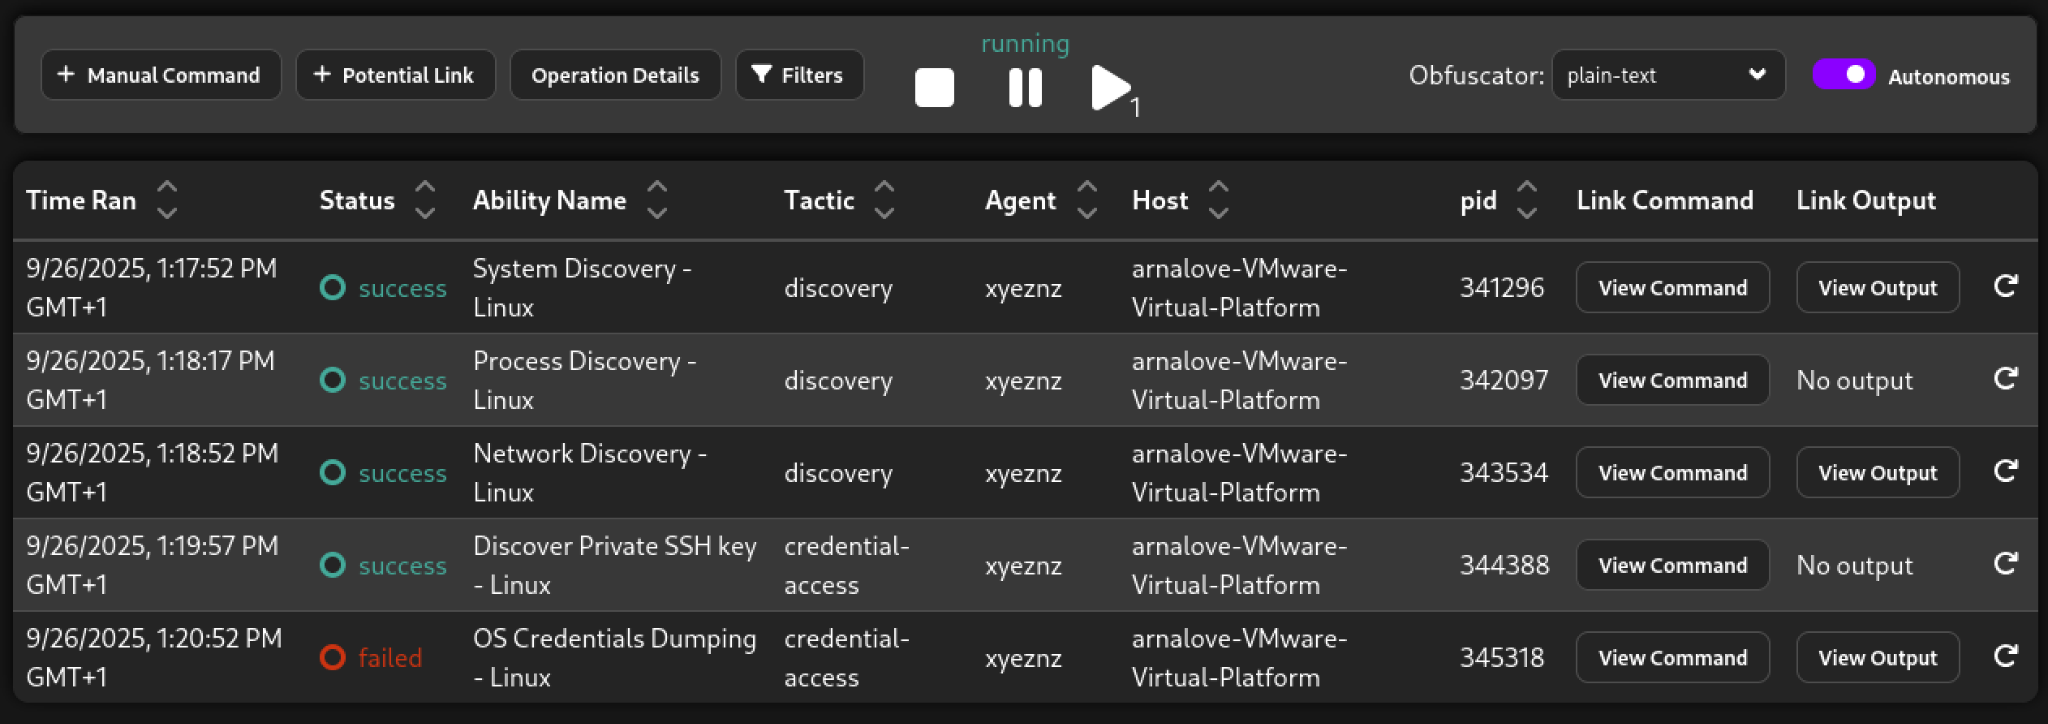 running
+ Manual Command + Potential Link Operation Details Filters 1 Obfuscator: plain-text Autonomous
Time Ran Status Ability Name Tactic Agent Host pid Link Command Link Output
9/26/2025, 1:17:52 PM GMT+1 success System Discovery - Linux discovery xyeznz arnalove-VMware-Virtual-Platform 341296 View Command View Output
9/26/2025, 1:18:17 PM GMT+1 success Process Discovery - Linux discovery xyeznz arnalove-VMware-Virtual-Platform 342097 View Command No output
9/26/2025, 1:18:52 PM GMT+1 success Network Discovery - Linux discovery xyeznz arnalove-VMware-Virtual-Platform 343534 View Command View Output
9/26/2025, 1:19:57 PM GMT+1 success Discover Private SSH key - Linux credential-access xyeznz arnalove-VMware-Virtual-Platform 344388 View Command No output
9/26/2025, 1:20:52 PM GMT+1 failed OS Credentials Dumping - Linux credential-access xyeznz arnalove-VMware-Virtual-Platform 345318 View Command View Output